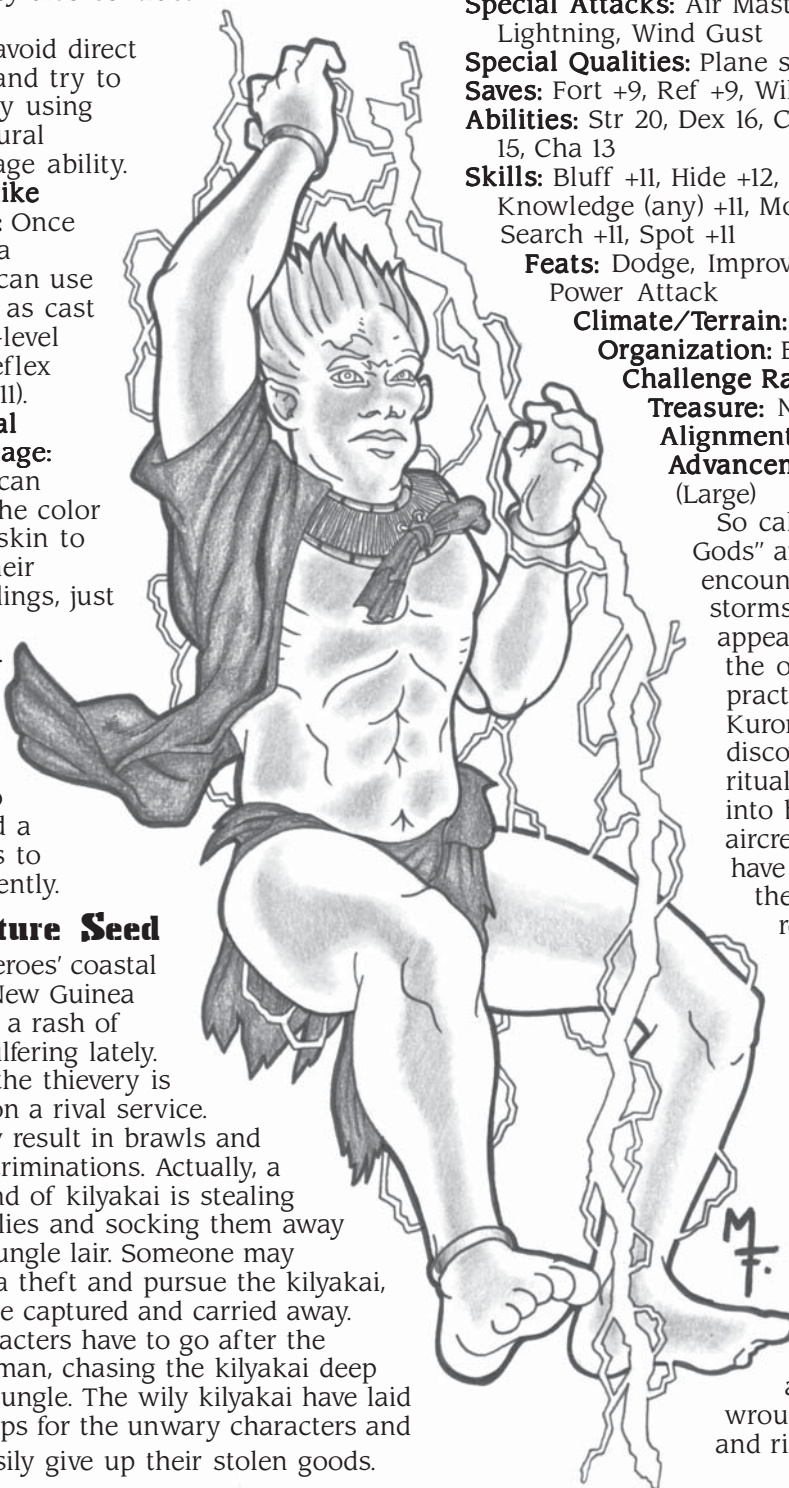 avoid direct
and try to
y using
ural
age ability.
ike
: Once
a
can use
as cast
-level
eflex
11).
al
age:
can
he color
skin to
heir
lings, just
d a
s to
ently.
ture Seed
eroes' coastal
New Guinea
a rash of
ilfering lately.
the thievery is
on a rival service.
y result in brawls and
criminations. Actually, a
nd of kilyakai is stealing
lies and socking them away
ungle lair. Someone may
a theft and pursue the kilyakai,
e captured and carried away.
acters have to go after the
man, chasing the kilyakai deep
ungle. The wily kilyakai have laid
ps for the unwary characters and
sily give up their stolen goods.
Special Attacks: Air Mast
Lightning, Wind Gust
Special Qualities: Plane s
Saves: Fort +9, Ref +9, Wil
Abilities: Str 20, Dex 16, C
15, Cha 13
Skills: Bluff +11, Hide +12,
Knowledge (any) +11, Mo
Search +11, Spot +11
Feats: Dodge, Improv
Power Attack
Climate/Terrain:
Organization: E
Challenge Ra
Treasure: N
Alignment
Advancem
(Large)
So cal
Gods" a
encoun
storms
appea
the o
pract
Kuror
disco
ritual
into b
aircre
have
the
r
MF.
a
wrou
and ri